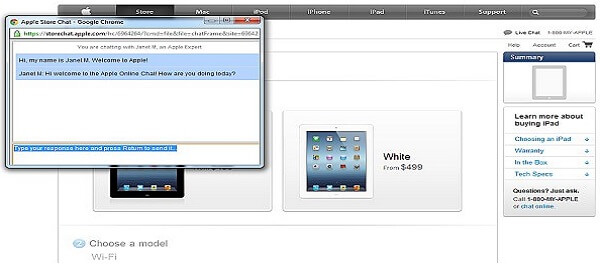 Apple Store Chat - Google Chrome
https://storechat.apple.com/hc/6964264/?cmd=file&file=chatFrame&site=69642
You are chatting with Janet M, an Apple Expert
Hi, my name is Janet M. Welcome to Apple!
Janet M: Hi welcome to the Apple Online Chat! How are you doing today?
Type your response here and press Return to send it.
Store
Mac
iPod
iPhone
iPad
iTunes
Support
Live Chat 1-800-MY-APPLE
Help Account Cart
Summary
From
White
From $499
Learn more about
buying iPad
Choosing an iPad
Warranty
In the Box
Tech Specs
Questions? Just ask.
Call 1-800-MY-APPLE
or chat online
2 Choose a model
Wi-Fi